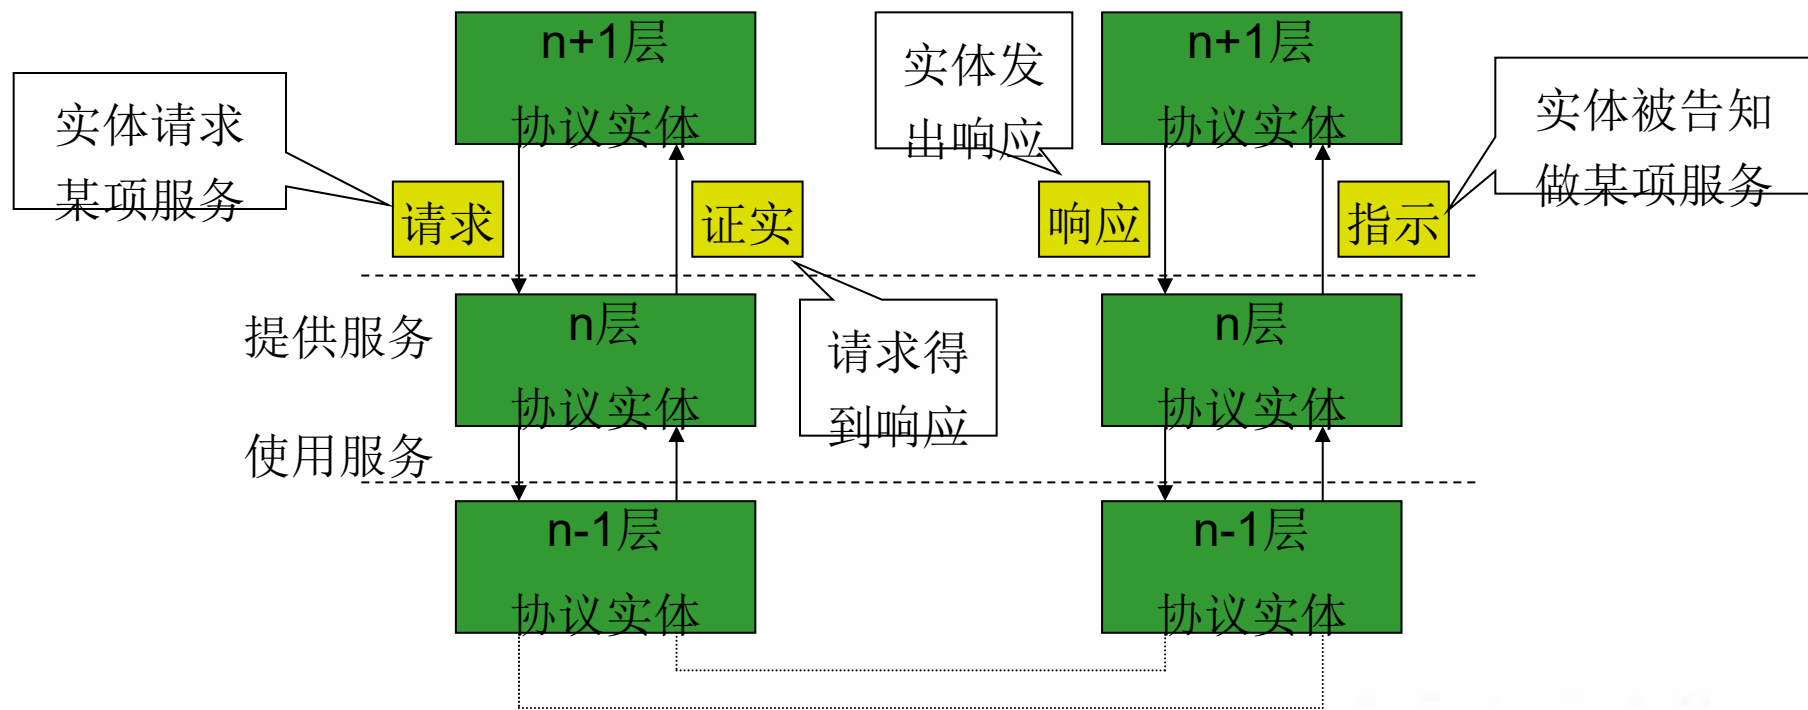 n+1层
协议实体
n+1层
协议实体
实体请求
某项服务
实体发
出响应
实体被告知
做某项服务
请求
证实
响应
指示
提供服务
n层
协议实体
请求得
到响应
n层
协议实体
使用服务
n-1层
协议实体
n-1层
协议实体